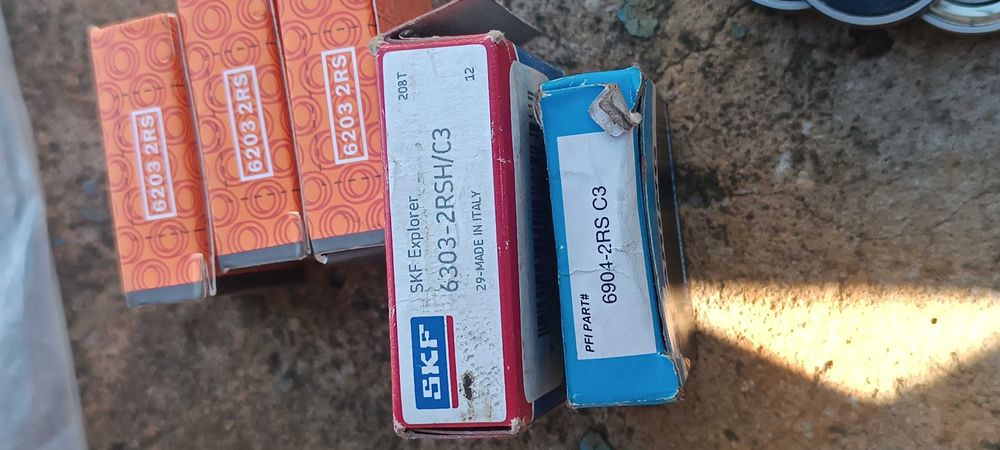 6203 2RS
6203 2RS
6203 2RS
208T
12
SKF Explorer
6303-2RSH/C3
29-MADE IN ITALY
SKF
PFI PART#
6904-2RS C3